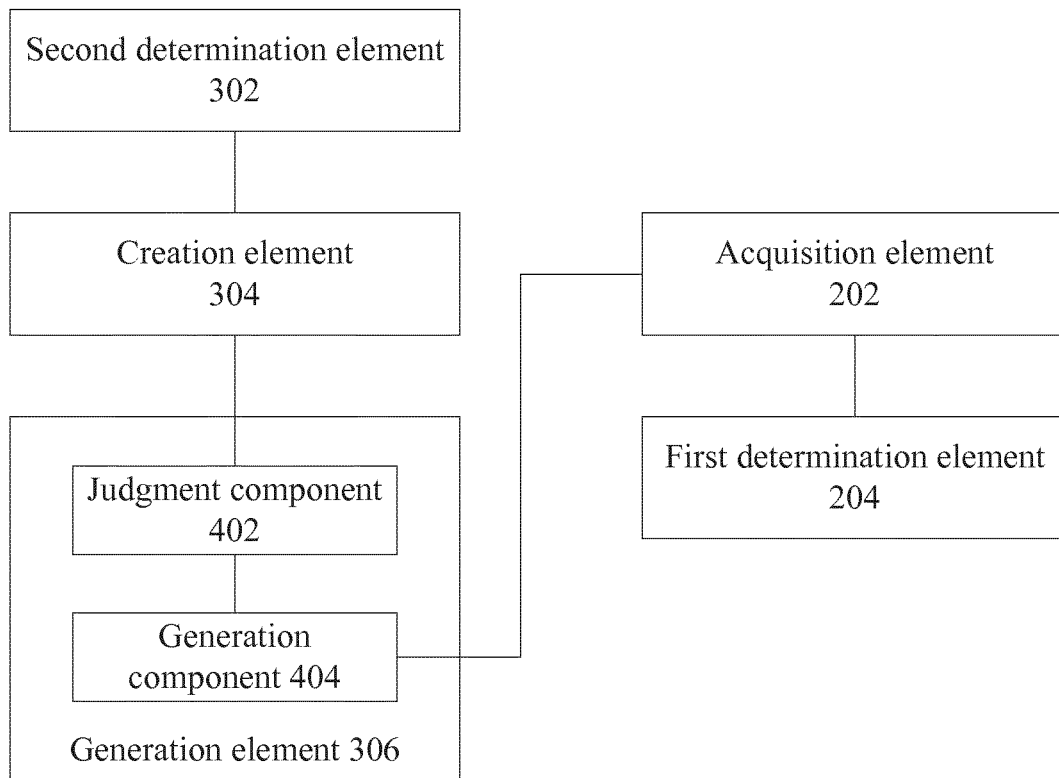 Second determination element
302
Creation element
304
Judgment component
402
Generation
component 404
Generation element 306
Acquisition element
202
First determination element
204